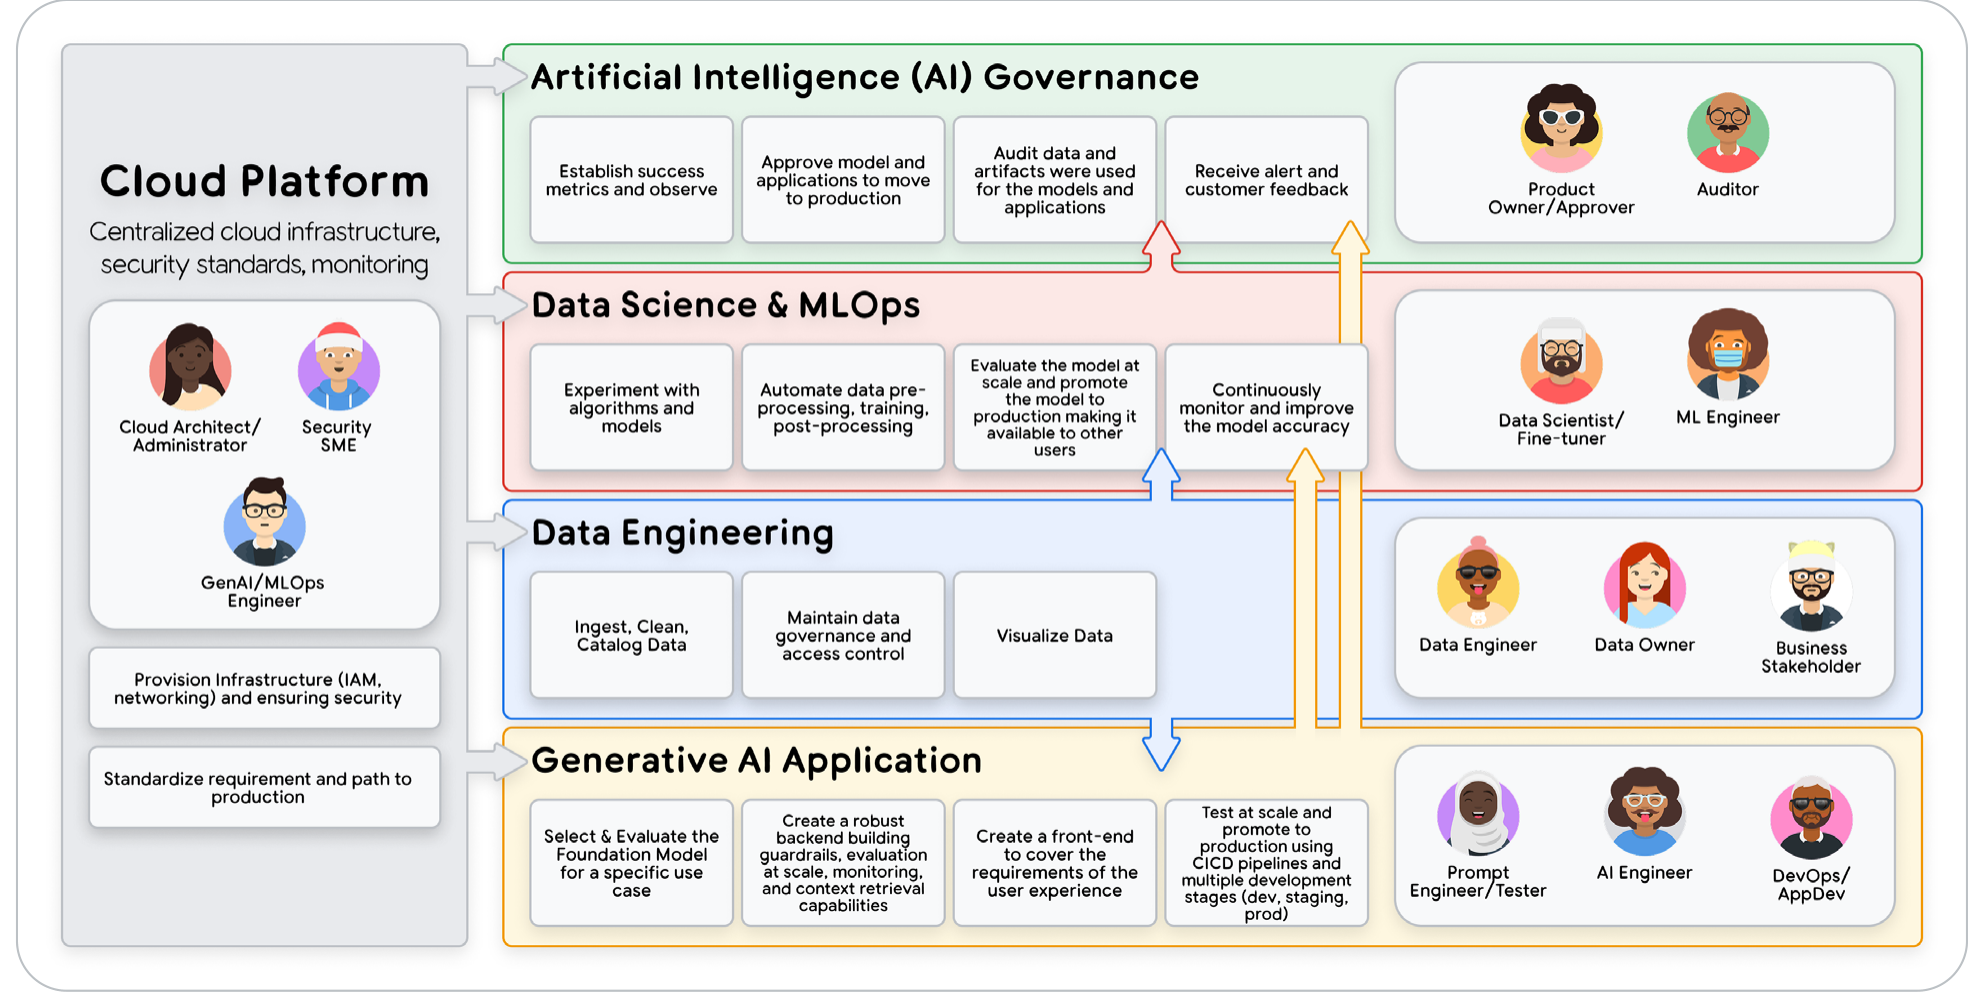 Cloud Platform
Centralized cloud infrastructure,
security standards, monitoring
Cloud Architect/
Administrator
Security
SME
GenAI/MLOps
Engineer
Provision Infrastructure (IAM,
networking) and ensuring security
Standardize requirement and path to
production
Artificial Intelligence (AI) Governance
Establish success
metrics and observe
Approve model and
applications to move
to production
Audit data and
artifacts were used
for the models and
applications
Receive alert and
customer feedback
Product
Owner/Approver
Auditor
Data Science & MLOps
Experiment with
algorithms and
models
Automate data pre-
processing, training,
post-processing
Evaluate the model at
scale and promote
the model to
production making it
available to other
users
Continuously
monitor and improve
the model accuracy
Data Scientist/
Fine-tuner
ML Engineer
Data Engineering
Ingest, Clean,
Catalog Data
Maintain data
governance and
access control
Visualize Data
Data Engineer
Data Owner
Business
Stakeholder
Generative AI Application
Select & Evaluate the
Foundation Model
for a specific use
case
Create a robust
backend building
guardrails, evaluation
at scale, monitoring,
and context retrieval
capabilities
Create a front-end
to cover the
requirements of the
user experience
Test at scale and
promote to
production using
CICD pipelines and
multiple development
stages (dev, staging,
prod)
Prompt
Engineer/Tester
AI Engineer
DevOps/
AppDev